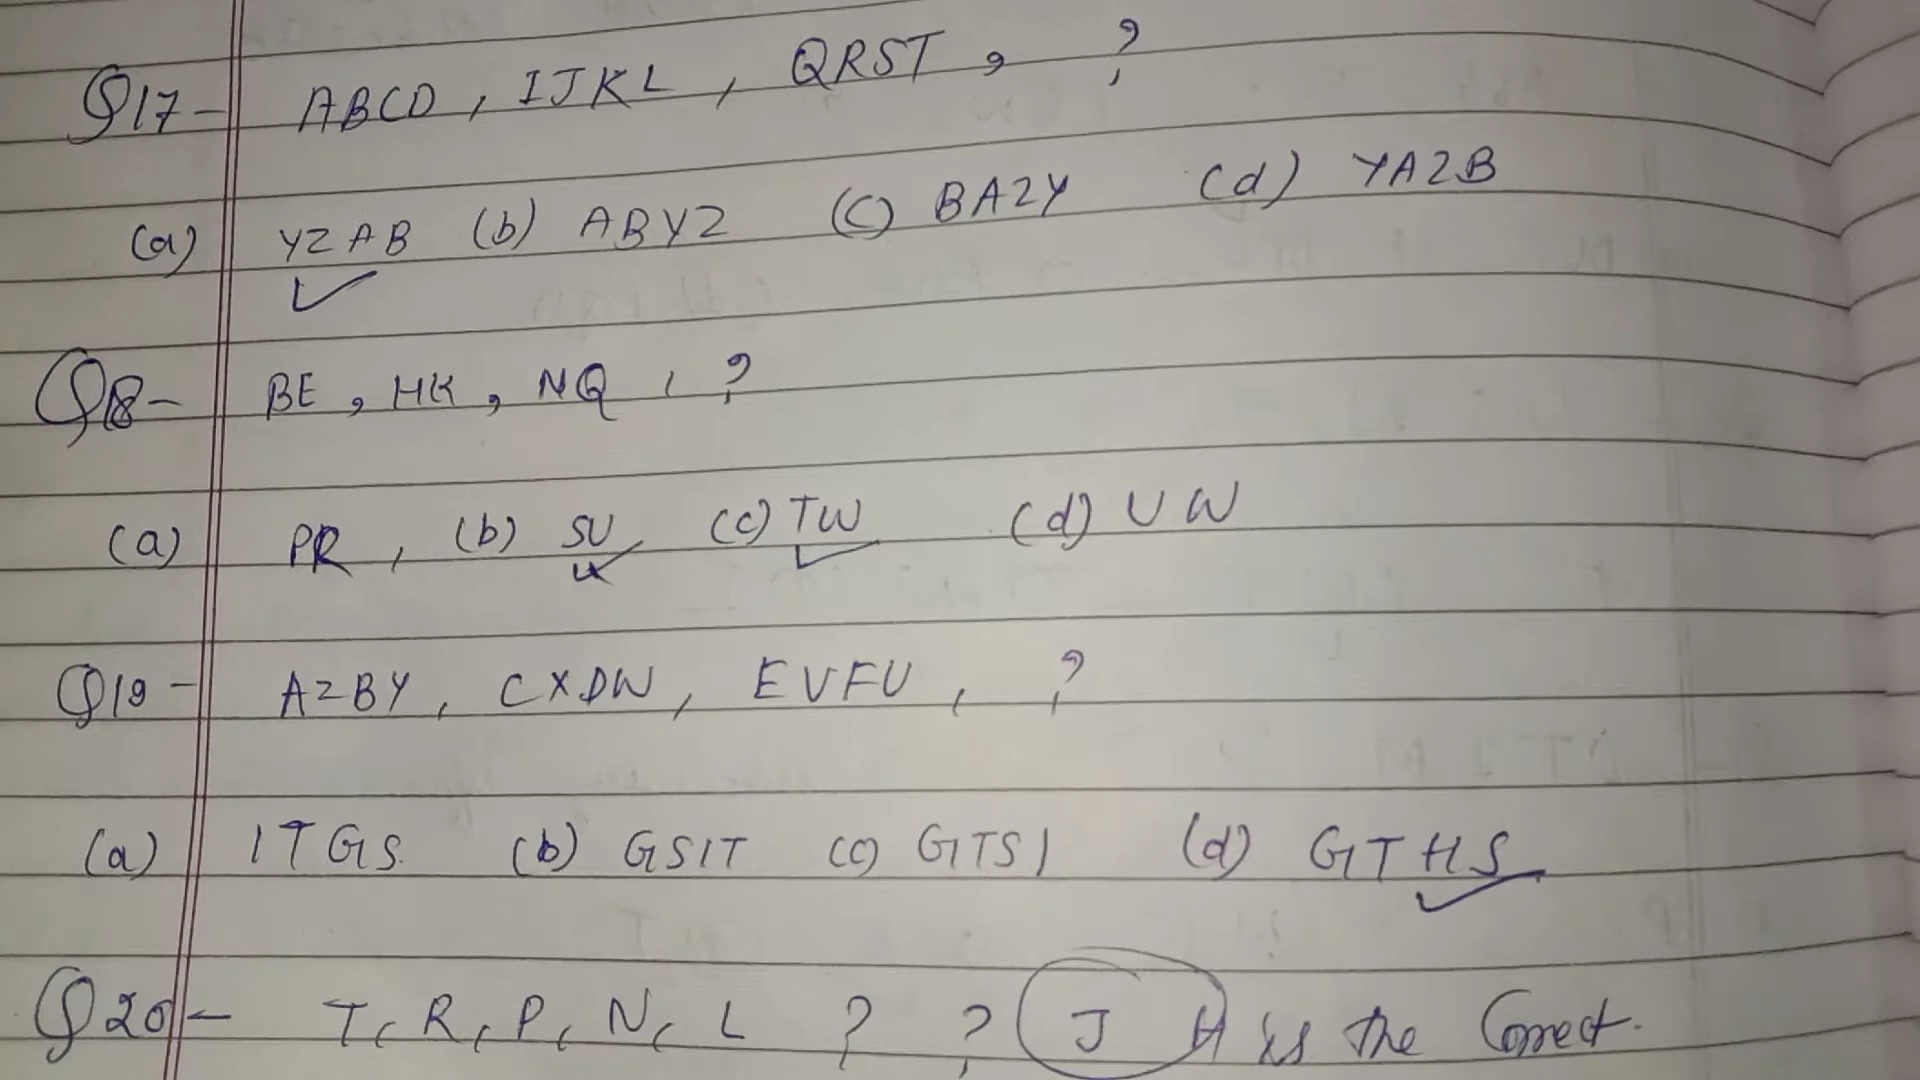 Q17- ABCD, IJKL, QRST, ?
(a) YZAB (b) ABYZ (c) BAZY (d) YAZB
Q18- BE, HK, NQ, ?
(a) PR, (b) SU (c) TW (d) UW
Q19- AZBY, CXDW, EVFU, ?
(a) ITGS (b) GSIT (c) GTSI (d) GTHS
Q20- T, R, P, N, L ? ? J H is the Correct.